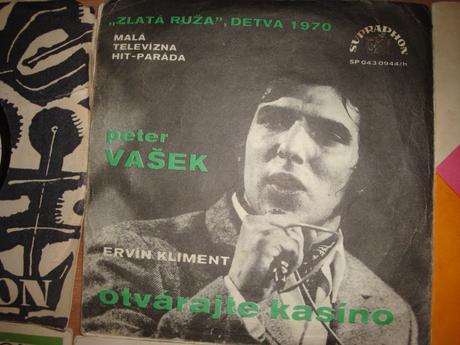 „ZLATÁ RUŽA”, DETVA 1970
MALÁ
TELEVÍZNA
HIT-PARÁDA
SUPRAPHON
SP 043 0944/h
peter
VAŠEK
ERVÍN KLIMENT
otvárajte kasíno
ON